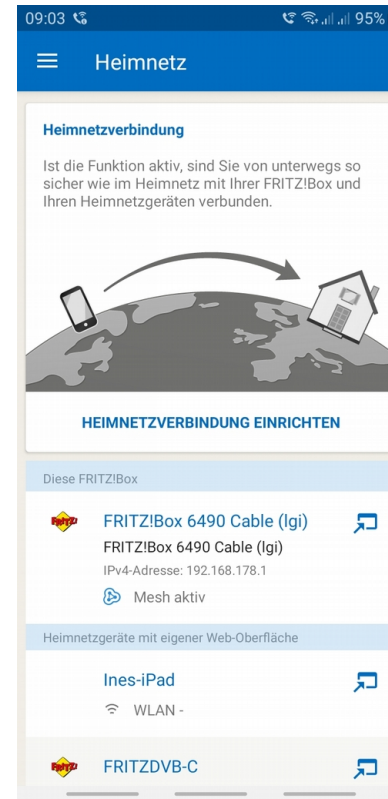 09:03 95%
Heimnetz
Heimnetzverbindung
Ist die Funktion aktiv, sind Sie von unterwegs so
sicher wie im Heimnetz mit Ihrer FRITZ!Box und
Ihren Heimnetzgeräten verbunden.
HEIMNETZVERBINDUNG EINRICHTEN
Diese FRITZ!Box
FRITZ! FRITZ!Box 6490 Cable (lgi)
FRITZ!Box 6490 Cable (lgi)
IPv4-Adresse: 192.168.178.1
Mesh aktiv
Heimnetzgeräte mit eigener Web-Oberfläche
Ines-iPad
WLAN -
FRITZ! FRITZDVB-C